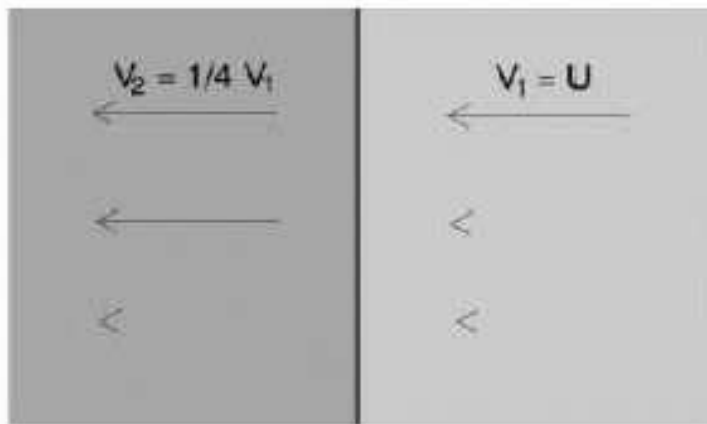 V₂ = 1/4 V₁
V₁ = U